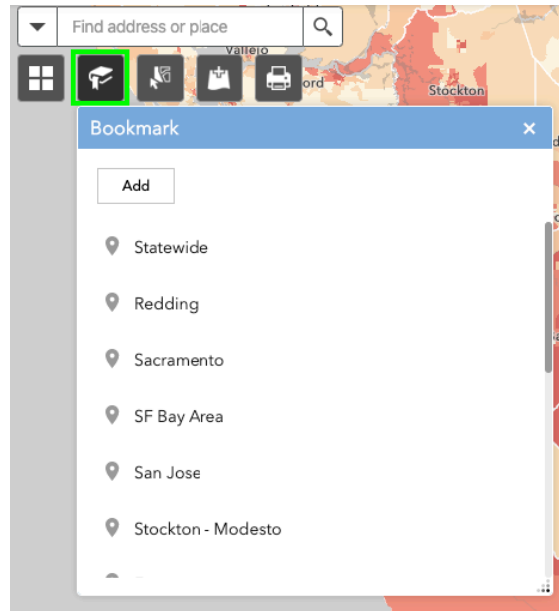 Find address or place
Vallejo
ord
Stockton
Bookmark
Add
Statewide
Redding
Sacramento
SF Bay Area
San Jose
Stockton - Modesto